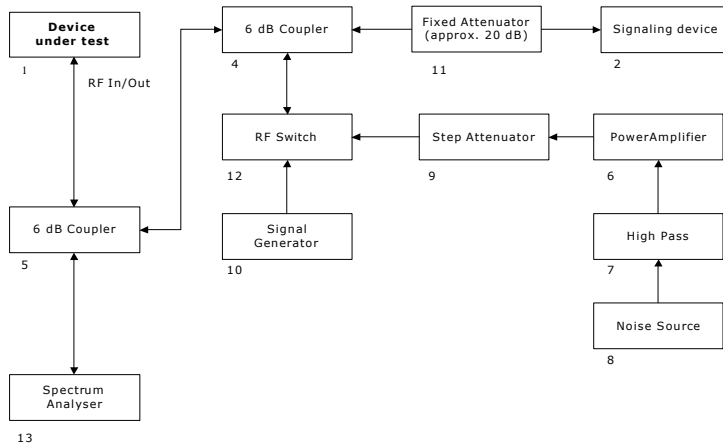 Device
under test
1
RF In/Out
6 dB Coupler
4
Fixed Attenuator
(approx. 20 dB)
11
Signaling device
2
RF Switch
12
Step Attenuator
9
PowerAmplifier
6
6 dB Coupler
5
Signal
Generator
10
High Pass
7
Noise Source
8
Spectrum
Analyser
13